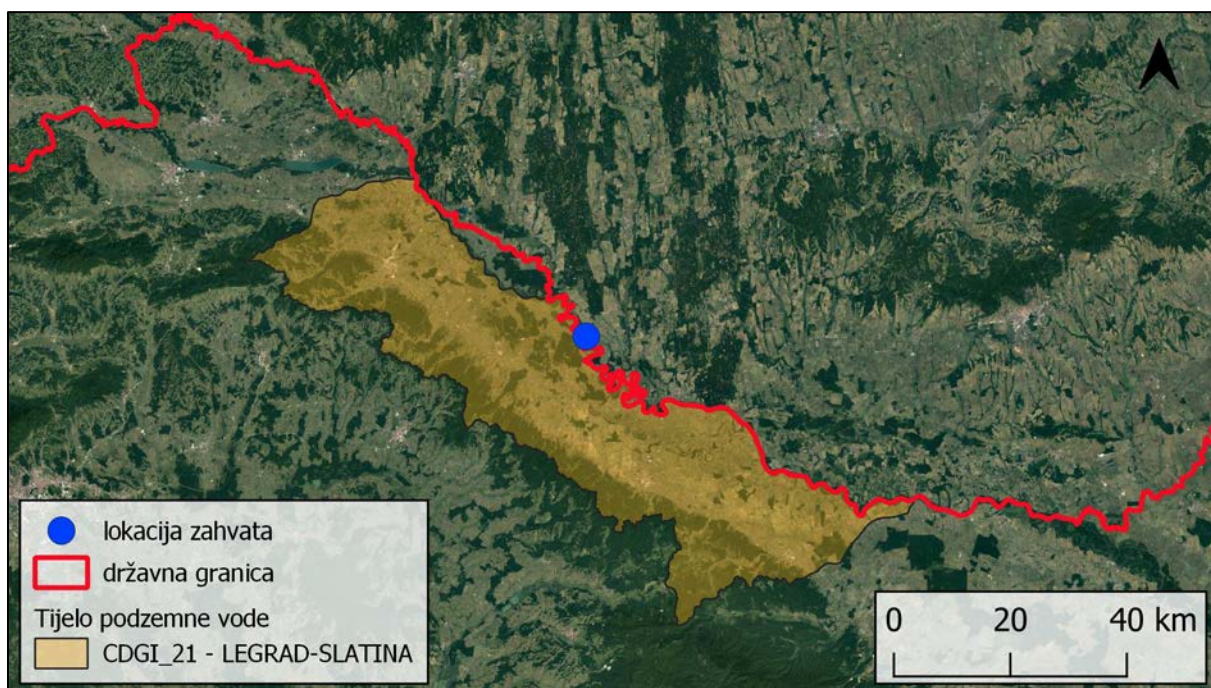 lokacija zahvata
državna granica
Tijelo podzemne vode
CDGI_21 - LEGRAD-SLATINA
0 20 40 km